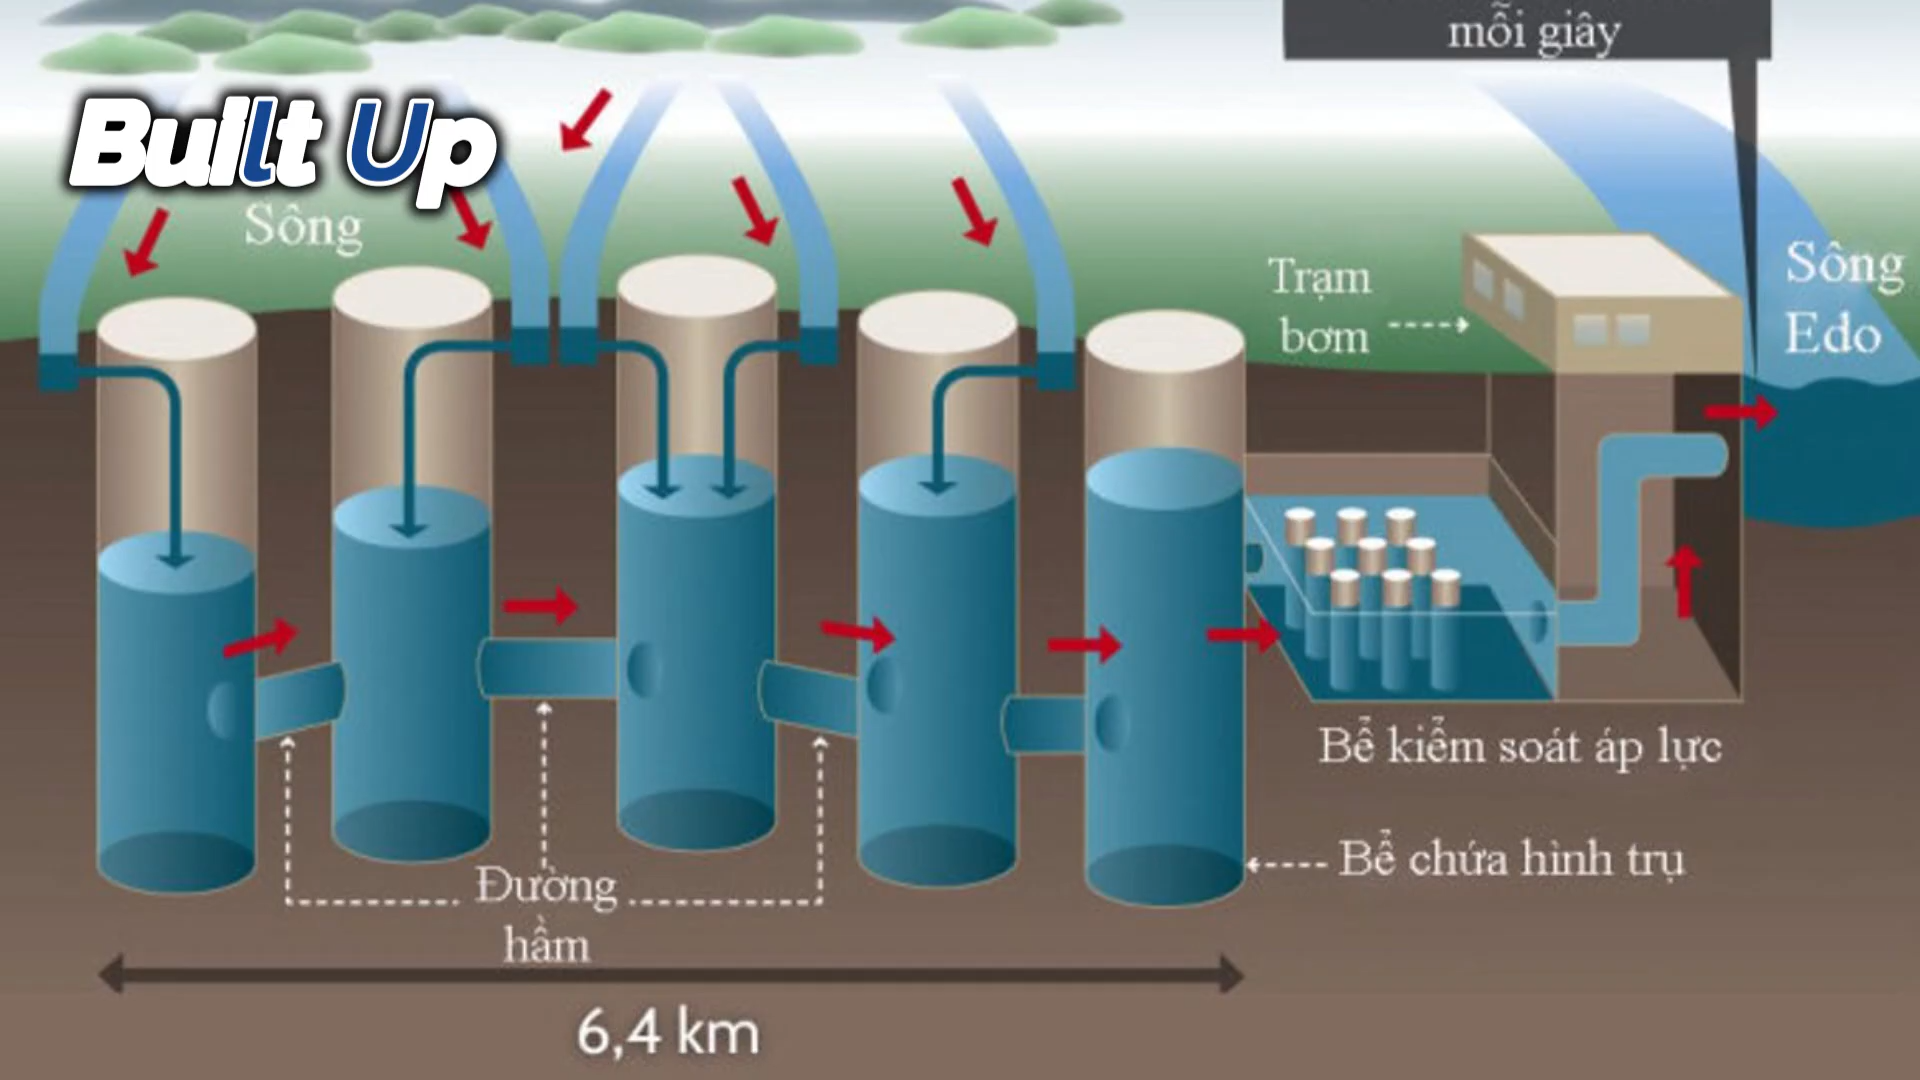 mỗi giây
Built Up
Sông
Trạm
bơm
Sông
Edo
Bể kiểm soát áp lực
Bể chứa hình trụ
Đường
hầm
6,4 km